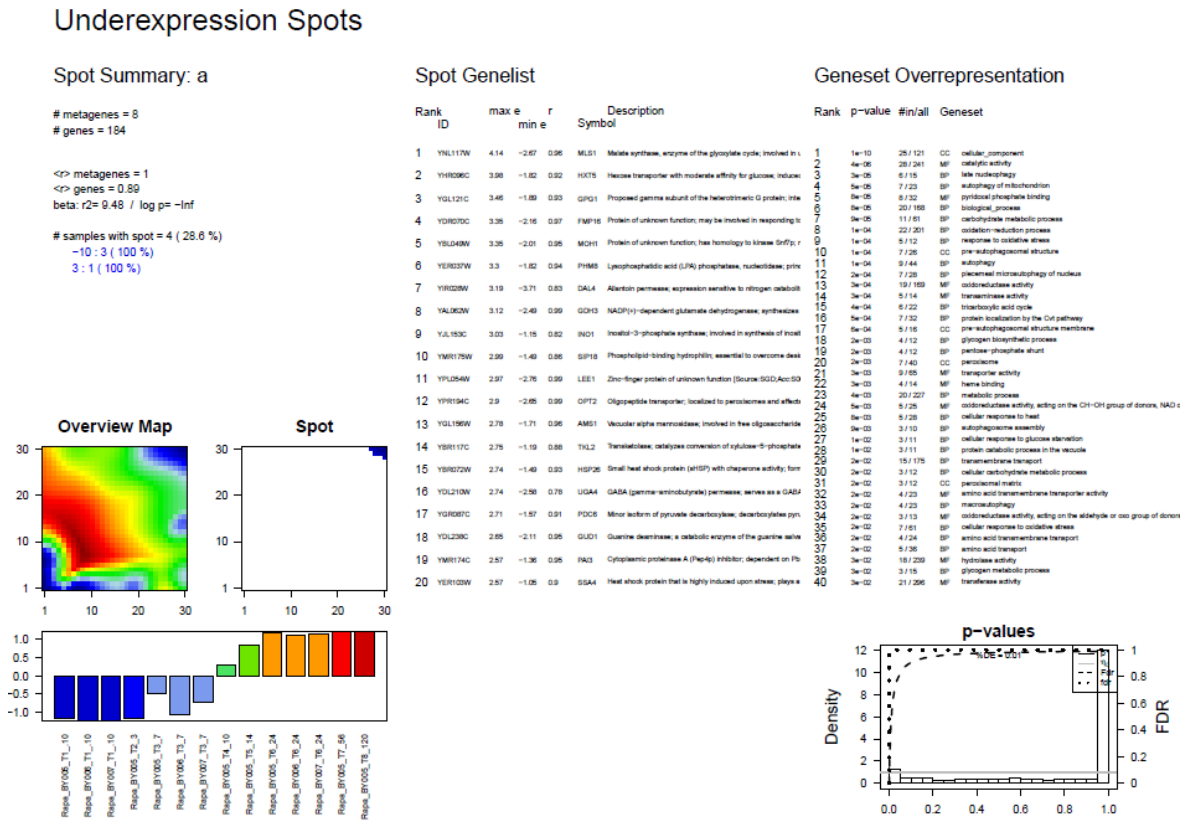 Underexpression Spots
Spot Summary: a
# metagenes = 8
# genes = 184
<r> metagenes = 1
<r> genes = 0.89
beta: r2= 9.48 / log p= −Inf
# samples with spot = 4 ( 28.6 %)
−10 : 3 ( 100 %)
3 : 1 ( 100 %)
Spot Genelist
Rank ID max e min e r Symbol Description
1 YNL117W 4.14 −2.67 0.96 MLS1 Malate synthase, enzyme of the glyoxylate cycle; involved in
2 YHR096C 3.98 −1.82 0.92 HXT5 Hexose transporter with moderate affinity for glucose;
3 YGL121C 3.46 −1.89 0.93 GPG1 Proposed gamma subunit of the heterotrimeric G protein;
4 YDR070C 3.35 −2.16 0.97 FMP16 Protein of unknown function; may be involved in responding to
5 YBL049W 3.35 −2.01 0.95 MOH1 Protein of unknown function; has homology to kinase Snf7p;
6 YER037W 3.3 −1.82 0.94 PHM8 Lysophosphatidic acid (LPA) phosphatase, nucleotidase;
7 YIR028W 3.19 −3.71 0.83 DAL4 Allantoin permease; expression sensitive to nitrogen
8 YAL062W 3.12 −2.49 0.99 GDH3 NADP(+)−dependent glutamate dehydrogenase; synthesizes
9 YJL153C 3.03 −1.15 0.82 INO1 Inositol−3−phosphate synthase; involved in synthesis of
10 YMR175W 2.99 −1.49 0.86 SIP18 Phospholipid−binding hydrophilin; essential to overcome
11 YPL054W 2.97 −2.76 0.99 LEE1 Zinc−finger protein of unknown function
12 YPR194C 2.9 −2.65 0.99 OPT2 Oligopeptide transporter; localized to peroxisomes and
13 YGL156W 2.78 −1.71 0.96 AMS1 Vacuolar alpha mannosidase; involved in free oligosaccharide
14 YBR117C 2.75 −1.19 0.88 TKL2 Transketolase; catalyzes conversion of xylulose−5−phosphate
15 YBR072W 2.74 −1.49 0.93 HSP26 Small heat shock protein (sHSP) with chaperone activity;
16 YDL210W 2.74 −2.58 0.78 UGA4 GABA (gamma−aminobutyrate) permease; serves as a
17 YGR087C 2.71 −1.57 0.91 PDC6 Minor isoform of pyruvate decarboxylase; decarboxylates
18 YDL238C 2.65 −2.11 0.95 GUD1 Guanine deaminase; a catabolic enzyme of the guanine
19 YMR174C 2.57 −1.36 0.95 PAI3 Cytoplasmic proteinase A (Pep4p) inhibitor; dependent on
20 YER103W 2.57 −1.05 0.9 SSA4 Heat shock protein that is highly induced upon stress; plays a
Geneset Overrepresentation
Rank p−value #in/all Geneset
1 1e−10 25 / 121 CC cellular_component
2 4e−06 28 / 241 MF catalytic activity
3 3e−05 6 / 15 BP late nucleophagy
4 5e−05 7 / 23 BP autophagy of mitochondrion
5 8e−05 8 / 32 MF pyridoxal phosphate binding
6 8e−05 20 / 168 BP biological_process
7 9e−05 11 / 61 BP carbohydrate metabolic process
8 1e−04 22 / 201 BP oxidation−reduction process
9 1e−04 5 / 12 BP response to oxidative stress
10 1e−04 7 / 26 CC pre−autophagosomal structure
11 1e−04 9 / 44 BP autophagy
12 2e−04 7 / 28 BP piecemeal microautophagy of nucleus
13 3e−04 19 / 169 MF oxidoreductase activity
14 3e−04 5 / 14 MF transaminase activity
15 4e−04 6 / 22 BP tricarboxylic acid cycle
16 5e−04 7 / 32 BP protein localization by the Cvt pathway
17 6e−04 5 / 16 CC pre−autophagosomal structure membrane
18 2e−03 4 / 12 BP glycogen biosynthetic process
19 2e−03 4 / 12 BP pentose−phosphate shunt
20 2e−03 7 / 40 CC peroxisome
21 3e−03 9 / 65 MF transporter activity
22 3e−03 4 / 14 MF heme binding
23 4e−03 20 / 227 BP metabolic process
24 5e−03 5 / 25 MF oxidoreductase activity, acting on the CH−OH group of donors, NAD
25 8e−03 5 / 28 BP cellular response to heat
26 9e−03 3 / 10 BP autophagosome assembly
27 1e−02 3 / 11 BP cellular response to glucose starvation
28 1e−02 3 / 11 BP protein catabolic process in the vacuole
29 2e−02 15 / 175 BP transmembrane transport
30 2e−02 3 / 12 BP cellular carbohydrate metabolic process
31 2e−02 3 / 12 CC peroxisomal matrix
32 2e−02 4 / 23 MF amino acid transmembrane transporter activity
33 2e−02 4 / 23 BP macroautophagy
34 2e−02 3 / 13 MF oxidoreductase activity, acting on the aldehyde or oxo group of donors
35 2e−02 7 / 61 BP cellular response to oxidative stress
36 2e−02 4 / 24 BP amino acid transmembrane transport
37 2e−02 5 / 36 BP amino acid transport
38 3e−02 18 / 239 MF hydrolase activity
39 3e−02 3 / 15 BP glycogen metabolic process
40 3e−02 21 / 296 MF transferase activity
Overview Map
30
20
10
1
1 10 20 30
Spot
30
20
10
1
1 10 20 30
1.0
0.5
0.0
−0.5
−1.0
Rapa_BY005_T1_.10
Rapa_BY006_T1_.10
Rapa_BY007_T1_.10
Rapa_BY005_T2_3
Rapa_BY005_T3_7
Rapa_BY006_T3_7
Rapa_BY007_T3_7
Rapa_BY005_T4_10
Rapa_BY005_T5_14
Rapa_BY005_T6_24
Rapa_BY006_T6_24
Rapa_BY007_T6_24
Rapa_BY005_T7_56
Rapa_BY005_T8_120
p−values
%DE = 0.01
p
Fdr
fdr
Density
12
10
8
6
4
2
0
FDR
1
0.8
0.6
0.4
0.2
0
0.0 0.2 0.4 0.6 0.8 1.0